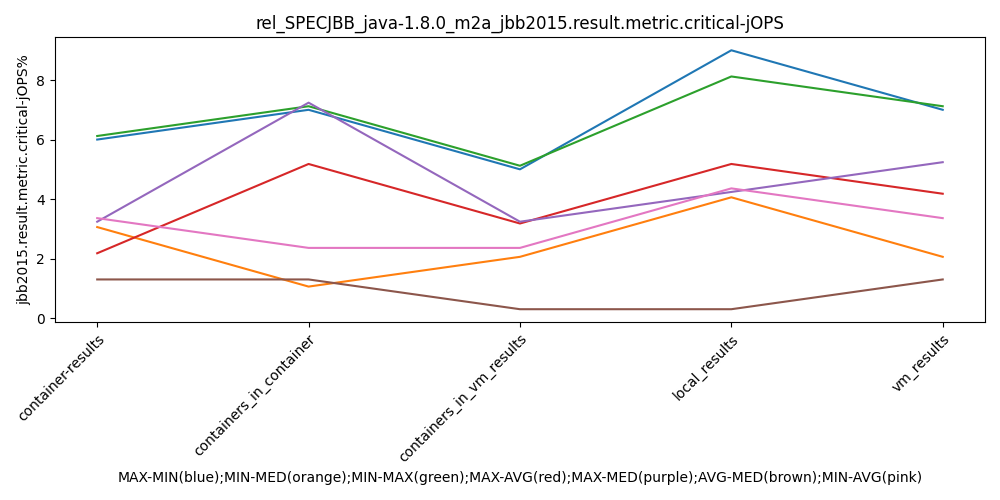 rel_SPECJBB_java-1.8.0_m2a_jbb2015.result.metric.critical-jOPS
jbb2015.result.metric.critical-jOPS%
8
6
4
2
0
container-results
containers_in_container
containers_in_vm_results
local_results
vm_results
MAX-MIN(blue);MIN-MED(orange);MIN-MAX(green);MAX-AVG(red);MAX-MED(purple);AVG-MED(brown);MIN-AVG(pink)